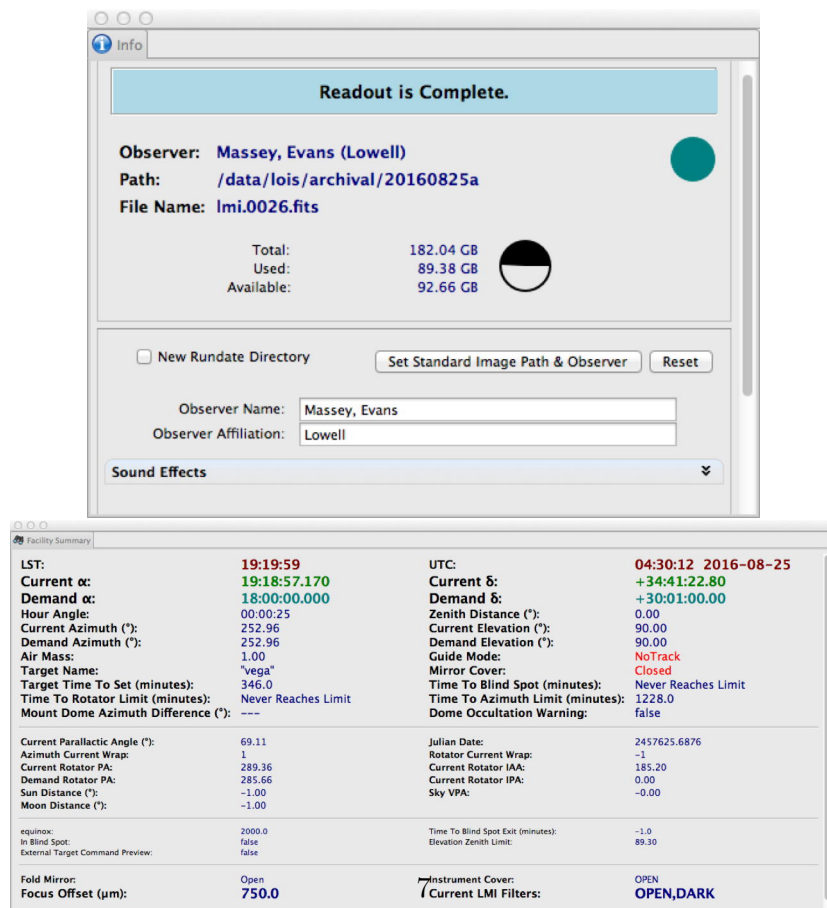 Info
Readout is Complete.
Observer: Massey, Evans (Lowell)
Path: /data/lois/archival/20160825a
File Name: lmi.0026.fits
Total: 182.04 GB
Used: 89.38 GB
Available: 92.66 GB
New Rundate Directory Set Standard Image Path & Observer Reset
Observer Name: Massey, Evans
Observer Affiliation: Lowell
Sound Effects
Facility Summary
LST: 19:19:59 UTC: 04:30:12 2016-08-25
Current α: 19:18:57.170 Current δ: +34:41:22.80
Demand α: 18:00:00.000 Demand δ: +30:01:00.00
Hour Angle: 00:00:25 Zenith Distance (°): 0.00
Current Azimuth (°): 252.96 Current Elevation (°): 90.00
Demand Azimuth (°): 252.96 Demand Elevation (°): 90.00
Air Mass: 1.00 Guide Mode: NoTrack
Target Name: "vega" Mirror Cover: Closed
Target Time To Set (minutes): 346.0 Time To Blind Spot (minutes): Never Reaches Limit
Time To Rotator Limit (minutes): Never Reaches Limit Time To Azimuth Limit (minutes): 1228.0
Mount Dome Azimuth Difference (°): --- Dome Occultation Warning: false
Current Parallactic Angle (°): 69.11 Julian Date: 2457625.6876
Azimuth Current Wrap: 1 Rotator Current Wrap: -1
Current Rotator PA: 289.36 Current Rotator IAA: 185.20
Demand Rotator PA: 285.66 Current Rotator IPA: 0.00
Sun Distance (°): -1.00 Sky VPA: -0.00
Moon Distance (°): -1.00
equinox: 2000.0 Time To Blind Spot Exit (minutes): -1.0
In Blind Spot: false Elevation Zenith Limit: 89.30
External Target Command Preview: false
Fold Mirror: Open Instrument Cover: OPEN
Focus Offset (µm): 750.0 Current LMI Filters: OPEN,DARK
7